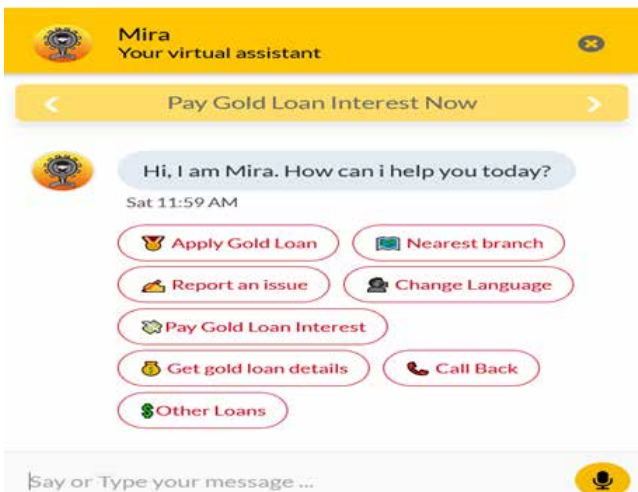 Mira
Your virtual assistant
Pay Gold Loan Interest Now
Hi, I am Mira. How can i help you today?
Sat 11:59 AM
Apply Gold Loan Nearest branch
Report an issue Change Language
Pay Gold Loan Interest
Get gold loan details Call Back
Other Loans
Say or Type your message ...